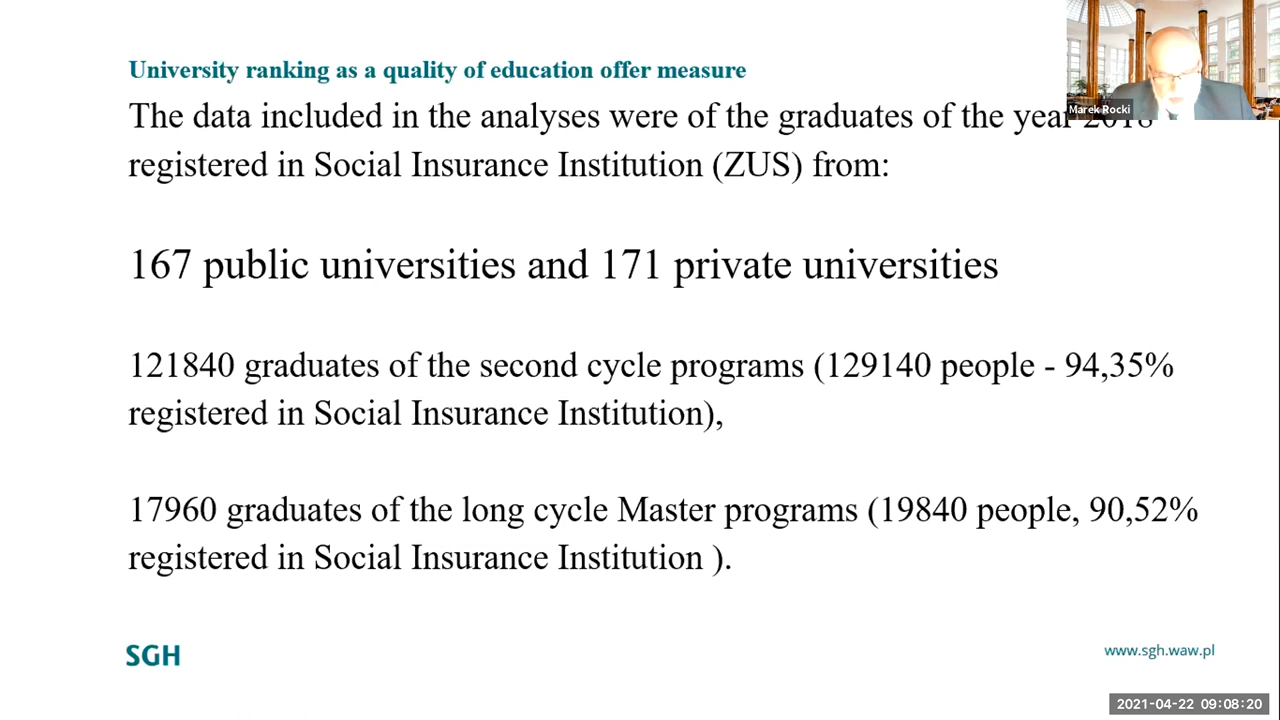 University ranking as a quality of education offer measure
The data included in the analyses were of the graduates of the year 2018
registered in Social Insurance Institution (ZUS) from:
167 public universities and 171 private universities
121840 graduates of the second cycle programs (129140 people - 94,35%
registered in Social Insurance Institution),
17960 graduates of the long cycle Master programs (19840 people, 90,52%
registered in Social Insurance Institution ).
SGH
www.sgh.waw.pl
Marek Rocki
2021-04-22 09:08:20